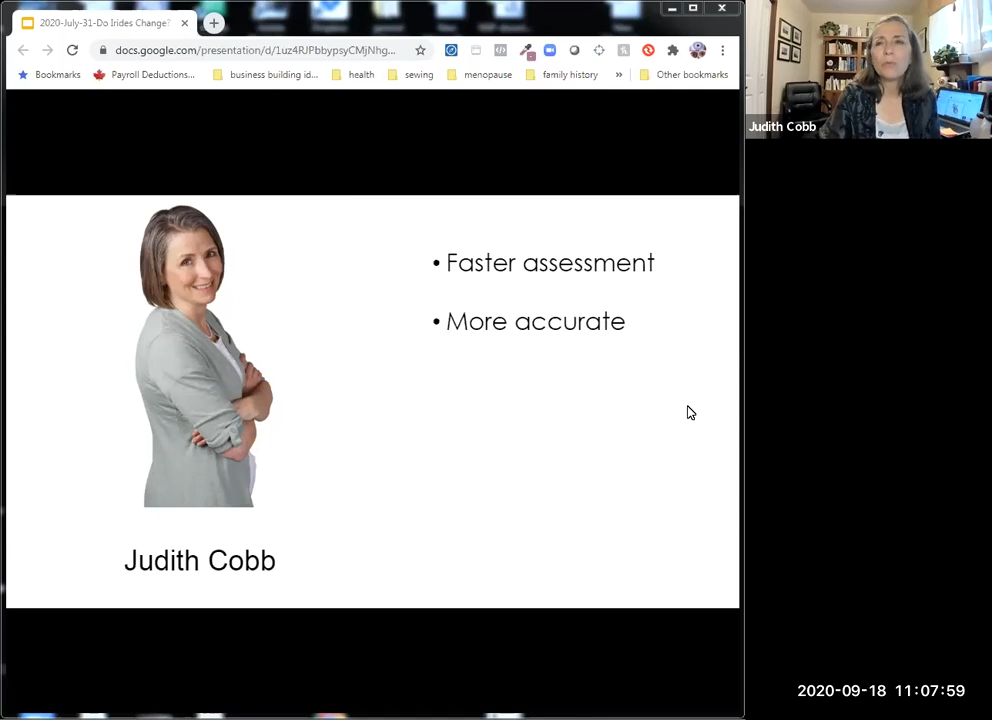 2020-July-31-Do Irides Change?
docs.google.com/presentation/d/1uz4RJPbbypsyCMjNhg...
Bookmarks
Payroll Deductions...
business building id...
health
sewing
menopause
family history
»
Other bookmarks
Judith Cobb
• Faster assessment
• More accurate
Judith Cobb
2020-09-18 11:07:59